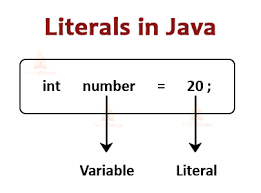 Literals in Java
int number = 20 ;
Variable Literal